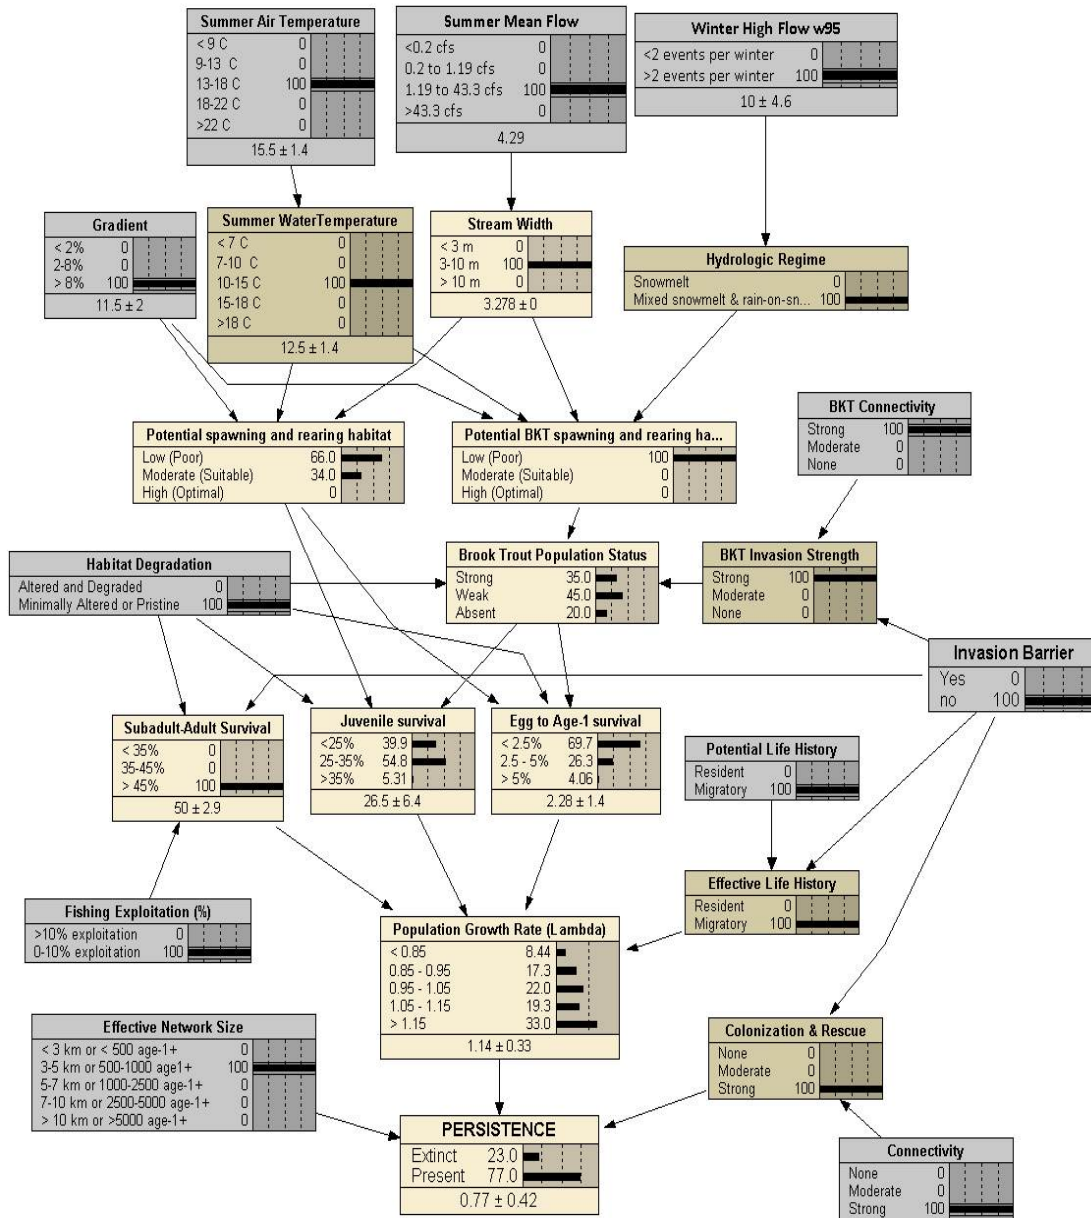 Summer Air Temperature
< 9 C 0
9-13 C 0
13-18 C 100
18-22 C 0
>22 C 0
15.5 ± 1.4
Summer Mean Flow
<0.2 cfs 0
0.2 to 1.19 cfs 0
1.19 to 43.3 cfs 100
>43.3 cfs 0
4.29
Winter High Flow w95
<2 events per winter 0
>2 events per winter 100
10 ± 4.6
Gradient
< 2% 0
2-8% 0
> 8% 100
11.5 ± 2
Summer WaterTemperature
< 7 C 0
7-10 C 0
10-15 C 100
15-18 C 0
>18 C 0
12.5 ± 1.4
Stream Width
< 3 m 0
3-10 m 100
> 10 m 0
3.278 ± 0
Hydrologic Regime
Snowmelt 0
Mixed snowmelt & rain-on-sn... 100
Potential spawning and rearing habitat
Low (Poor) 66.0
Moderate (Suitable) 34.0
High (Optimal) 0
Potential BKT spawning and rearing ha...
Low (Poor) 100
Moderate (Suitable) 0
High (Optimal) 0
BKT Connectivity
Strong 100
Moderate 0
None 0
Habitat Degradation
Altered and Degraded 0
Minimally Altered or Pristine 100
Brook Trout Population Status
Strong 35.0
Weak 45.0
Absent 20.0
BKT Invasion Strength
Strong 100
Moderate 0
None 0
Invasion Barrier
Yes 0
no 100
Subadult-Adult Survival
< 35% 0
35-45% 0
> 45% 100
50 ± 2.9
Juvenile survival
<25% 39.9
25-35% 54.8
>35% 5.31
26.5 ± 6.4
Egg to Age-1 survival
< 2.5% 69.7
2.5 - 5% 26.3
> 5% 4.06
2.28 ± 1.4
Potential Life History
Resident 0
Migratory 100
Effective Life History
Resident 0
Migratory 100
Fishing Exploitation (%)
>10% exploitation 0
0-10% exploitation 100
Population Growth Rate (Lambda)
< 0.85 8.44
0.85 - 0.95 17.3
0.95 - 1.05 22.0
1.05 - 1.15 19.3
> 1.15 33.0
1.14 ± 0.33
Effective Network Size
< 3 km or < 500 age-1+ 0
3-5 km or 500-1000 age1+ 100
5-7 km or 1000-2500 age-1+ 0
7-10 km or 2500-5000 age-1+ 0
> 10 km or >5000 age-1+ 0
Colonization & Rescue
None 0
Moderate 0
Strong 100
PERSISTENCE
Extinct 23.0
Present 77.0
0.77 ± 0.42
Connectivity
None 0
Moderate 0
Strong 100